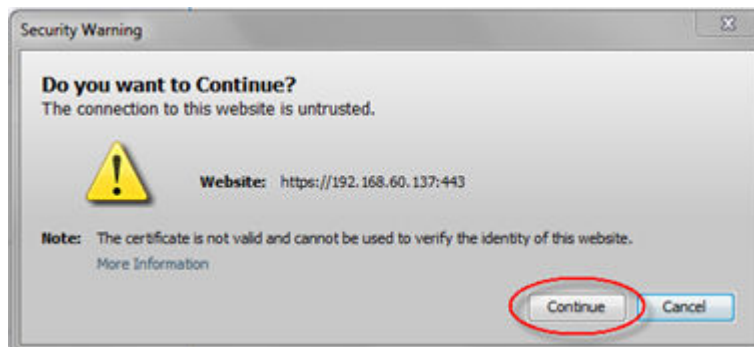 Security Warning
Do you want to Continue?
The connection to this website is untrusted.
Website: https://192.168.60.137:443
Note: The certificate is not valid and cannot be used to verify the identity of this website.
More Information
Continue Cancel